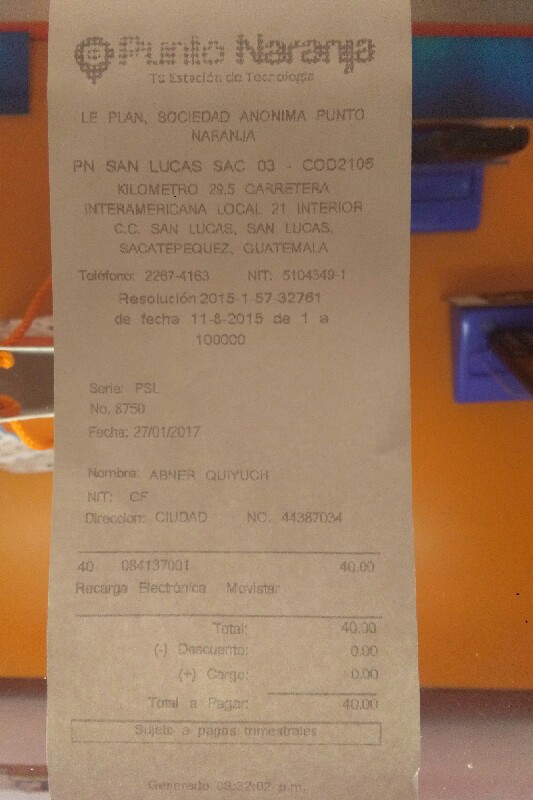 Punto Naranja
Tu Estación de Tecnología
LE PLAN, SOCIEDAD ANONIMA PUNTO
NARANJA
PN SAN LUCAS SAC 03 - COD2106
KILOMETRO 29.5 CARRETERA
INTERAMERICANA LOCAL 21 INTERIOR
C.C. SAN LUCAS, SAN LUCAS,
SACATEPEQUEZ, GUATEMALA
Teléfono: 2267-4163 NIT: 5104349-1
Resolución 2015-1-57-32761
de fecha 11-8-2015 de 1 a
100000
Serie: PSL
No. 8750
Fecha: 27/01/2017
Nombre: ABNER QUIYUCH
NIT: CF
Direccion: CIUDAD NC. 44387034
40 084137001 40.00
Recarga Electrónica Movistar
Total: 40.00
(-) Descuento: 0.00
(+) Cargo: 0.00
Total a Pagar: 40.00
Sujeto a pagos trimestrales
Generado 03:32:02 p.m.